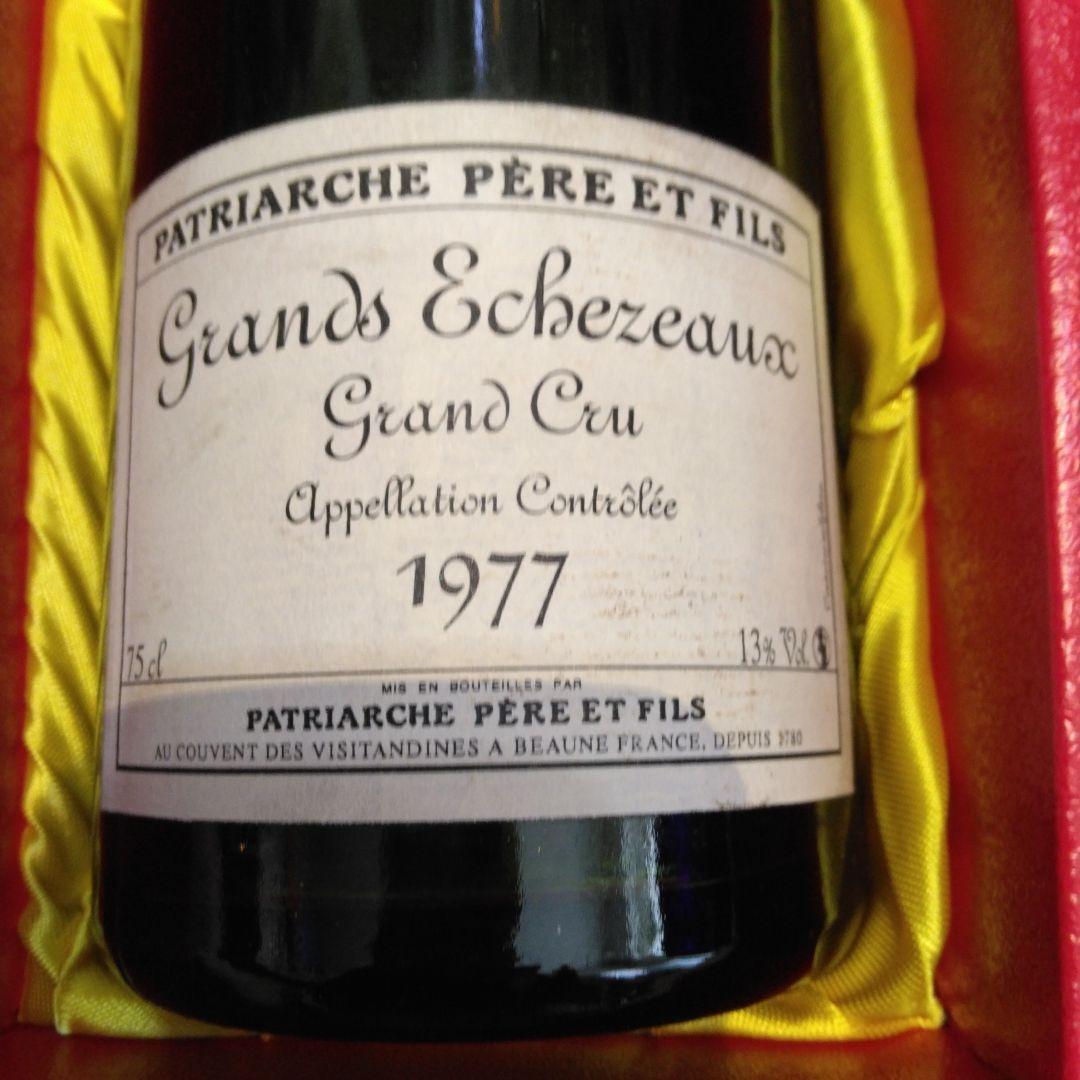 PATRIARCHE PÈRE ET FILS
Grands Echezeaux
Grand Cru
Appellation Contrôlée
1977
75 cl
13% Vol.
MIS EN BOUTEILLES PAR
PATRIARCHE PÈRE ET FILS
AU COUVENT DES VISITANDINES A BEAUNE FRANCE, DEPUIS